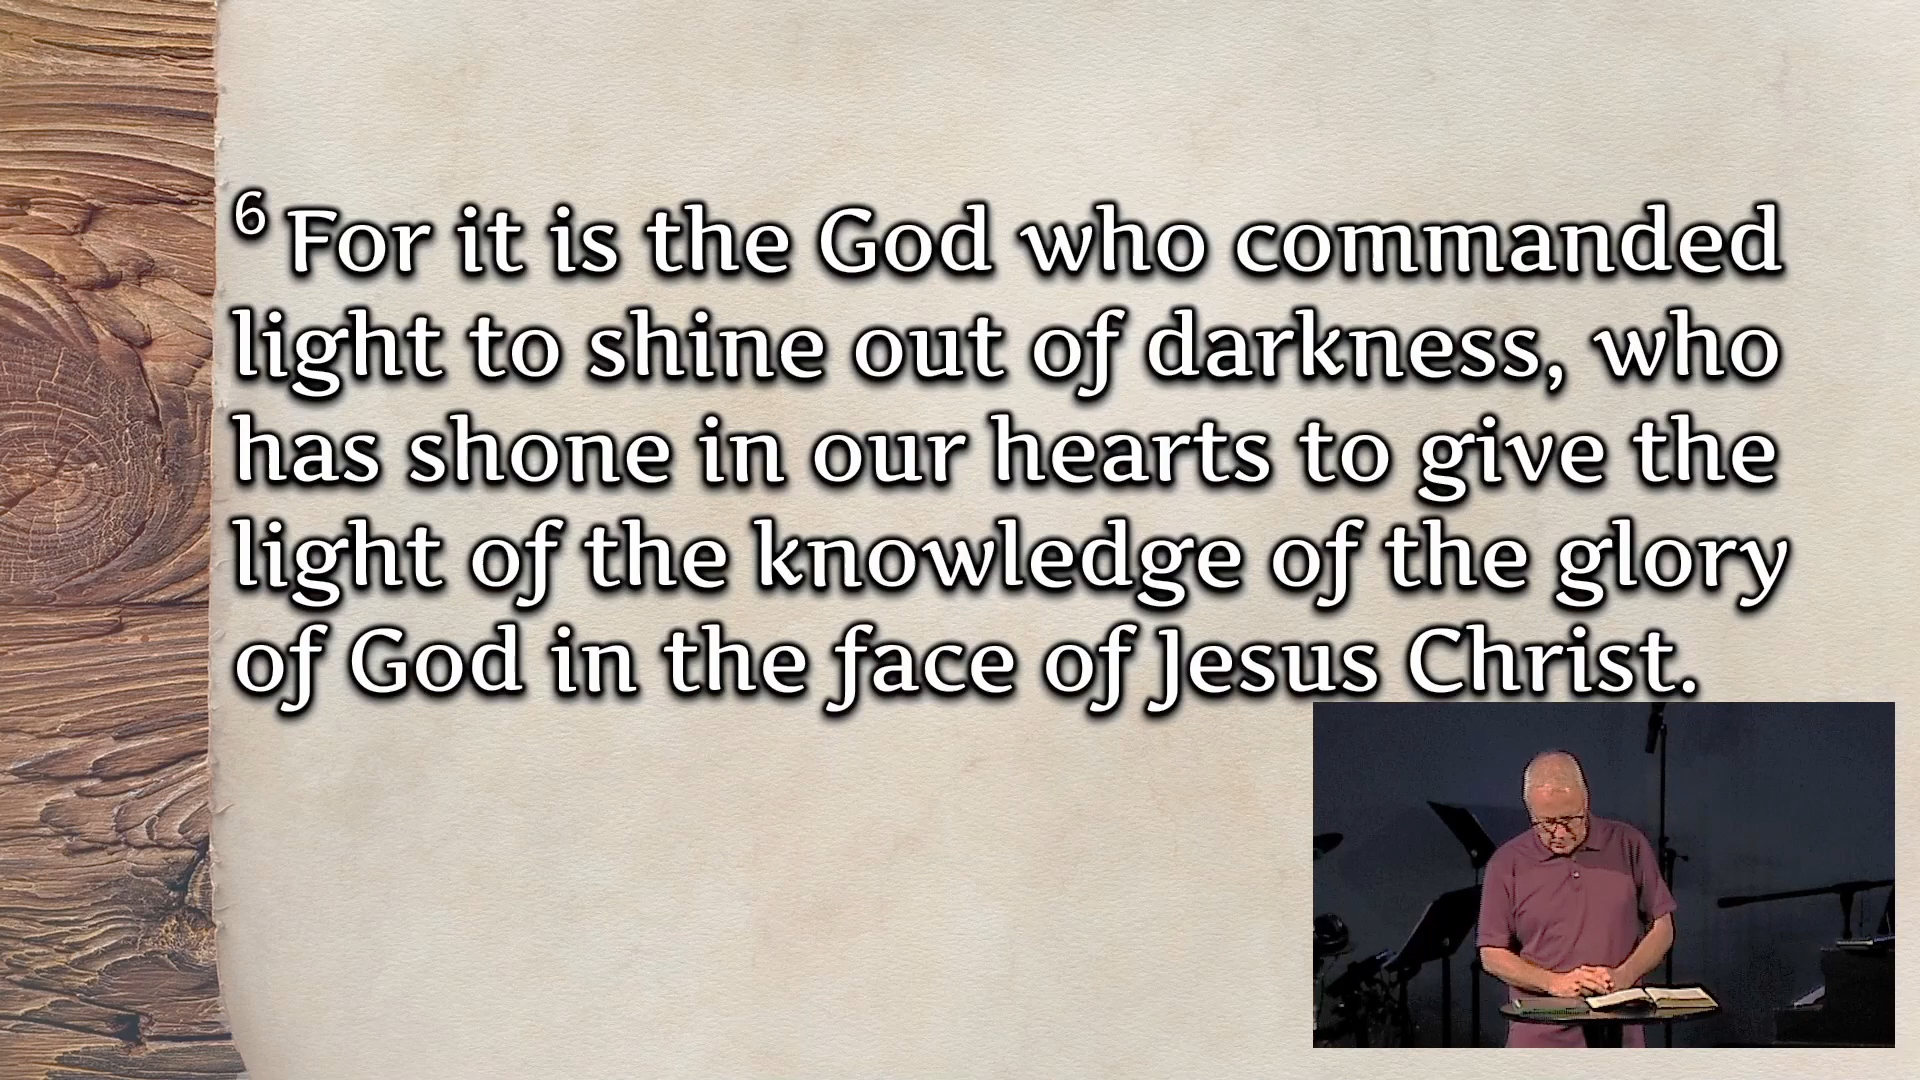 6 For it is the God who commanded
light to shine out of darkness, who
has shone in our hearts to give the
light of the knowledge of the glory
of God in the face of Jesus Christ.